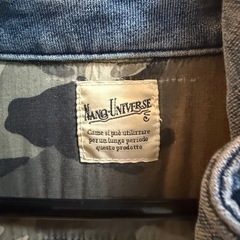 Nano·Universe
Come si può utilizzare
per un lungo periodo
questo prodotto